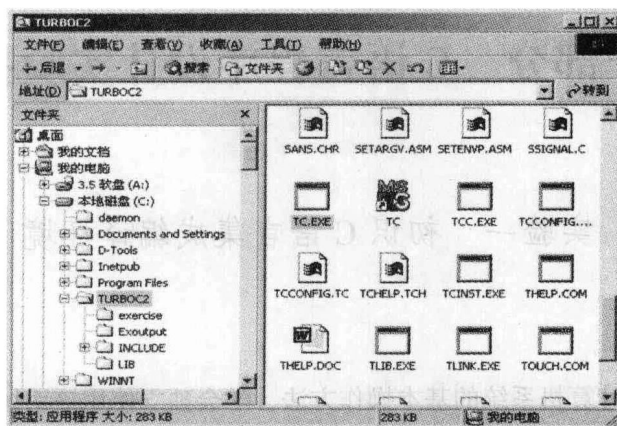 TURBOC2
文件(F) 编辑(E) 查看(V) 收藏(A) 工具(T) 帮助(H)
后退 搜索 文件夹
地址(D) TURBOC2 转到
文件夹
桌面
我的文档
我的电脑
3.5 软盘 (A:)
本地磁盘 (C:)
daemon
Documents and Settings
D-Tools
Inetpub
Program Files
TURBOC2
exercise
Exoutput
INCLUDE
LIB
WINNT
SANS.CHR SETARGV.ASM SETENVP.ASM SSIGNAL.C
TC.EXE TC TCC.EXE TCCONFIG...
TCCONFIG.TC TCHELP.TCH TCINST.EXE THELP.COM
THELP.DOC TLIB.EXE TLINK.EXE TOUCH.COM
类型: 应用程序 大小: 283 KB 283 KB 我的电脑